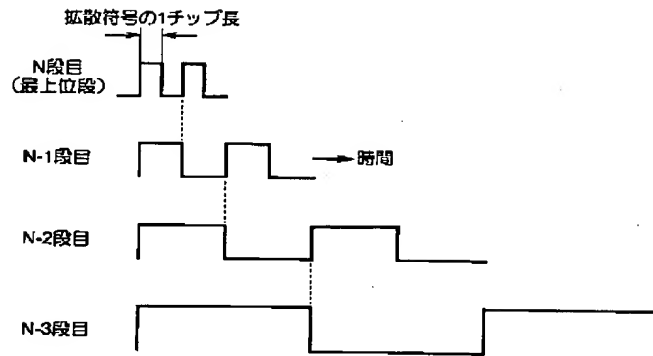 拡散符号の1チップ長
N段目
(最上位段)
N-1段目
時間
N-2段目
N-3段目